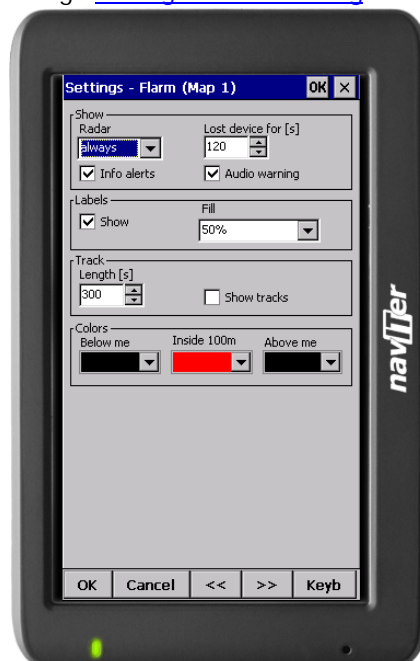 Settings - Flarm (Map 1) OK
Show
Radar Lost device for [s]
always 120
Info alerts Audio warning
Labels
Show Fill
50%
Track
Length [s]
300 Show tracks
Colors
Below me Inside 100m Above me
OK Cancel << >> Keyb
naviter